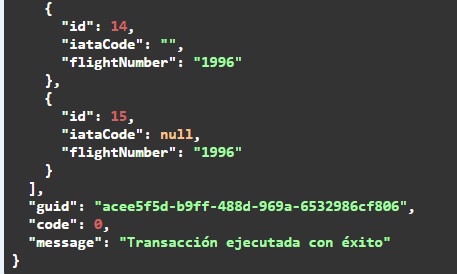 {
"id": 14,
"iataCode": "",
"flightNumber": "1996"
},
{
"id": 15,
"iataCode": null,
"flightNumber": "1996"
}
],
"guid": "acee5f5d-b9ff-488d-969a-6532986cf806",
"code": 0,
"message": "Transacción ejecutada con éxito"
}